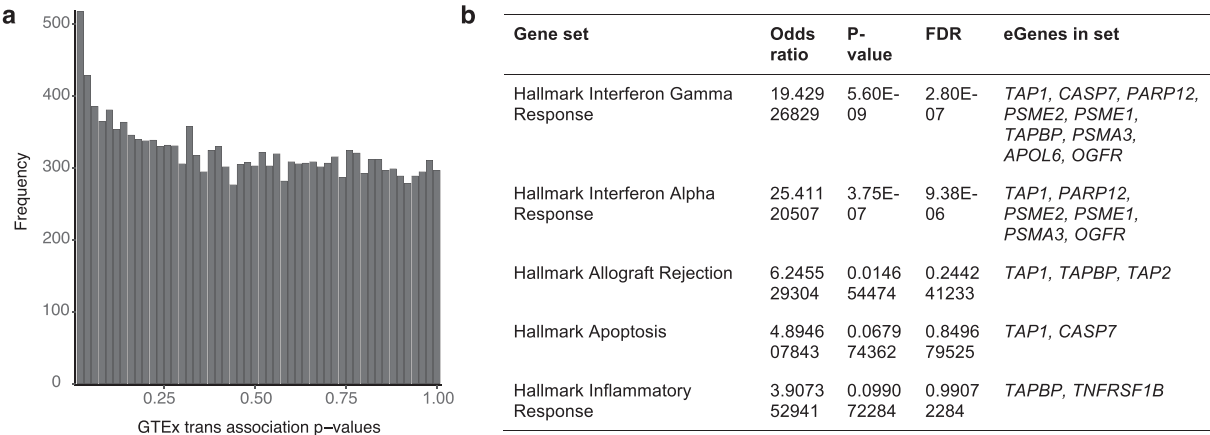 a
500
400
300
200
100
0
Frequency
0.25
0.50
0.75
1.00
GTEx trans association p−values
b
Gene set
Odds ratio
P-value
FDR
eGenes in set
Hallmark Interferon Gamma
Response
19.429
26829
5.60E-
09
2.80E-
07
TAP1, CASP7, PARP12,
PSME2, PSME1,
TAPBP, PSMA3,
APOL6, OGFR
Hallmark Interferon Alpha
Response
25.411
20507
3.75E-
07
9.38E-
06
TAP1, PARP12,
PSME2, PSME1,
PSMA3, OGFR
Hallmark Allograft Rejection
6.2455
29304
0.0146
54474
0.2442
41233
TAP1, TAPBP, TAP2
Hallmark Apoptosis
4.8946
07843
0.0679
74362
0.8496
79525
TAP1, CASP7
Hallmark Inflammatory
Response
3.9073
52941
0.0990
72284
0.9907
2284
TAPBP, TNFRSF1B